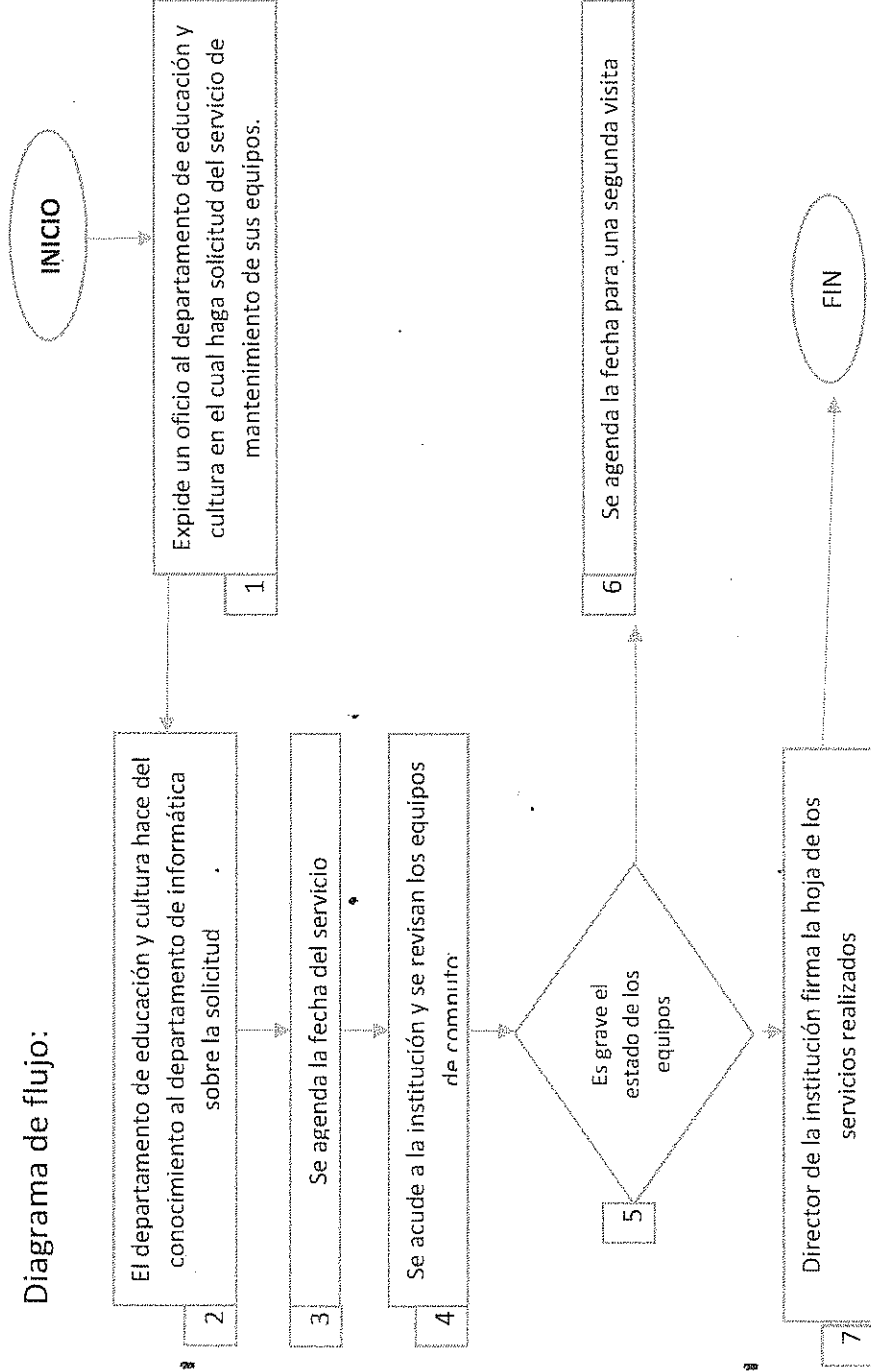 Diagrama de flujo:
INICIO
Expide un oficio al departamento de educación y
cultura en el cual haga solicitud del servicio de
mantenimiento de sus equipos.
1
El departamento de educación y cultura hace del
conocimiento al departamento de informática
sobre la solicitud
2
Se agenda la fecha del servicio
3
Se acude a la institución y se revisan los equipos
de computo
4
Es grave el
estado de los
equipos
5
Se agenda la fecha para una segunda visita
6
Director de la institución firma la hoja de los
servicios realizados
7
FIN